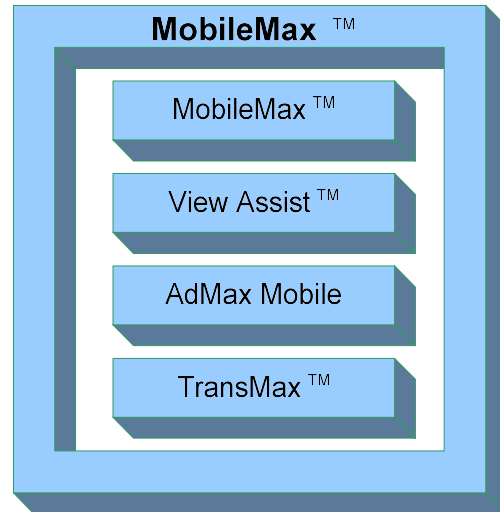 MobileMax ™
MobileMax ™
View Assist ™
AdMax Mobile
TransMax ™